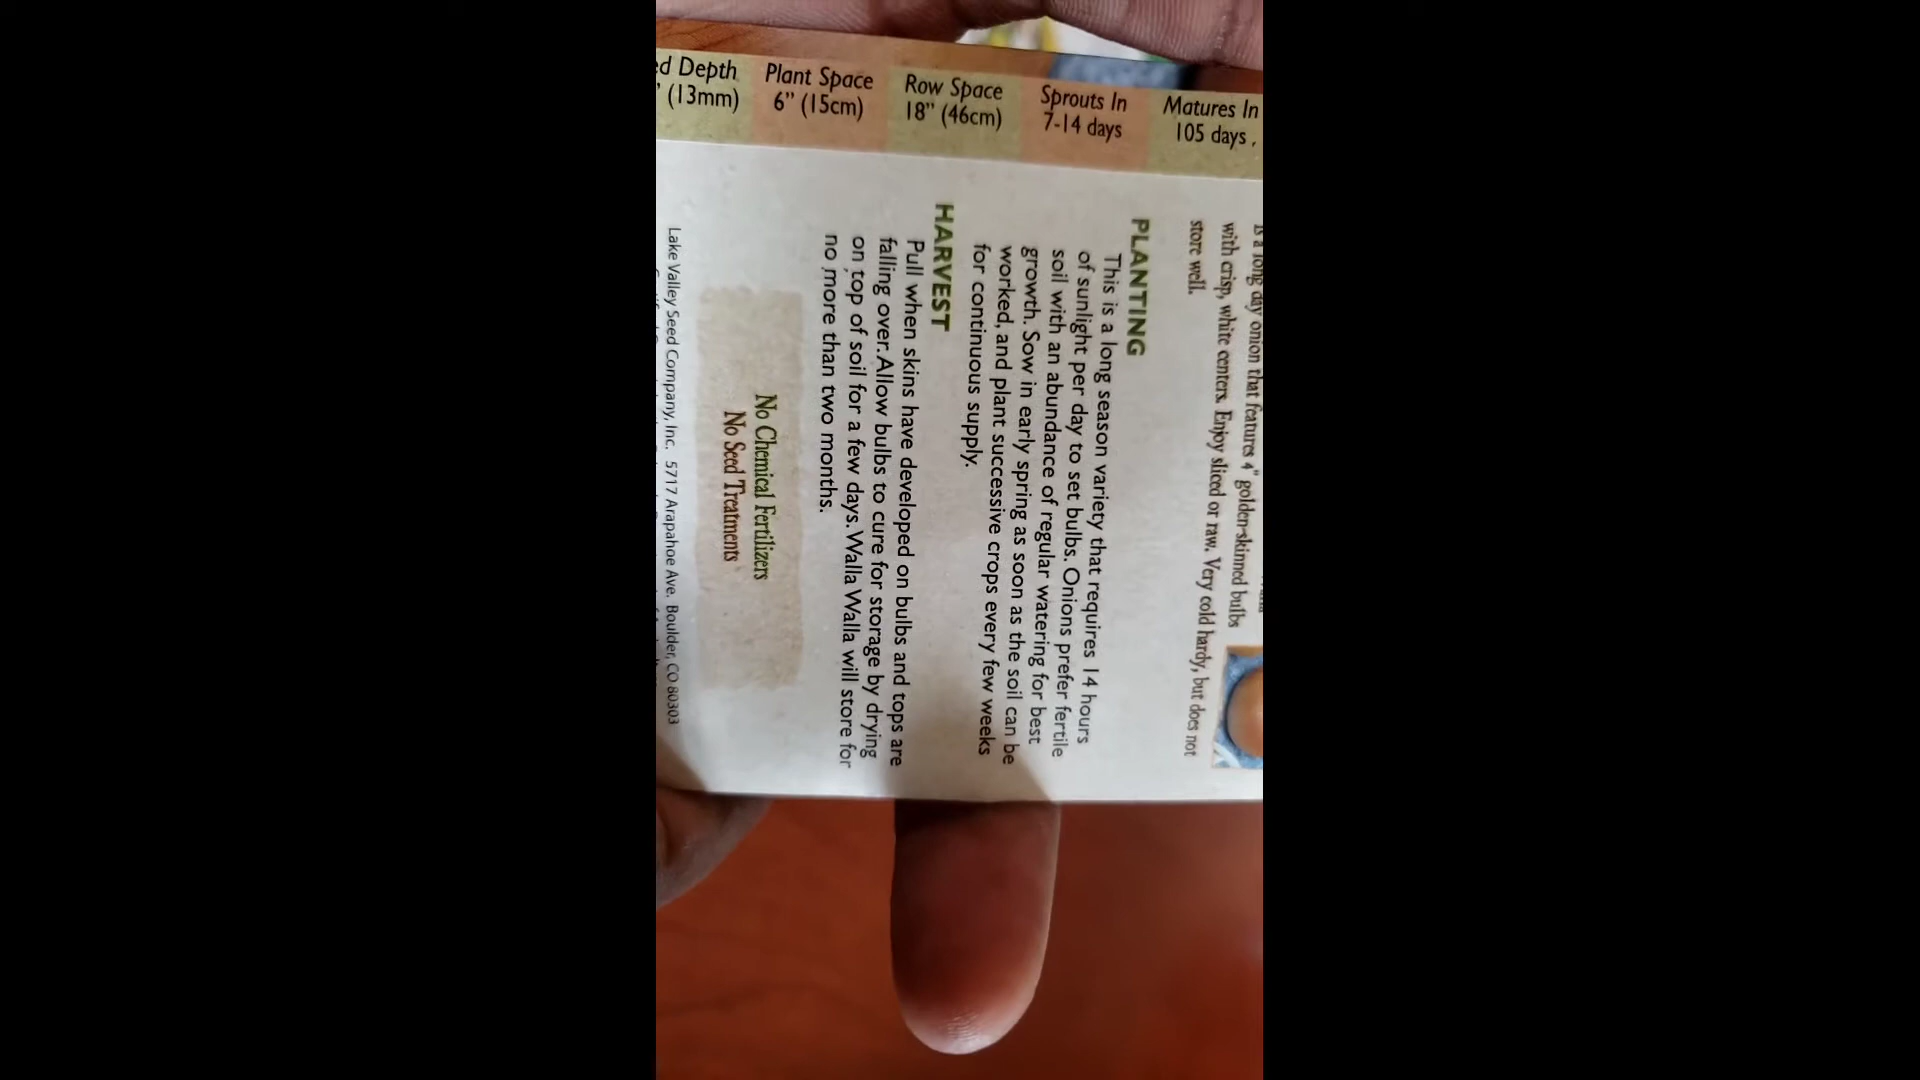 d Depth
(13mm)
Plant Space
6” (15cm)
Row Space
18” (46cm)
Sprouts In
7-14 days
Matures In
105 days
is a long day onion that features 4" golden-skinned bulbs
with crisp, white centers. Enjoy sliced or raw. Very cold hardy, but does not
store well.
PLANTING
This is a long season variety that requires 14 hours
of sunlight per day to set bulbs. Onions prefer fertile
soil with an abundance of regular watering for best
growth. Sow in early spring as soon as the soil can be
worked, and plant successive crops every few weeks
for continuous supply.
HARVEST
Pull when skins have developed on bulbs and tops are
falling over. Allow bulbs to cure for storage by drying
on top of soil for a few days. Walla Walla will store for
no more than two months.
No Chemical Fertilizers
No Seed Treatments
Lake Valley Seed Company, Inc. 5717 Arapahoe Ave. Boulder, CO 80303